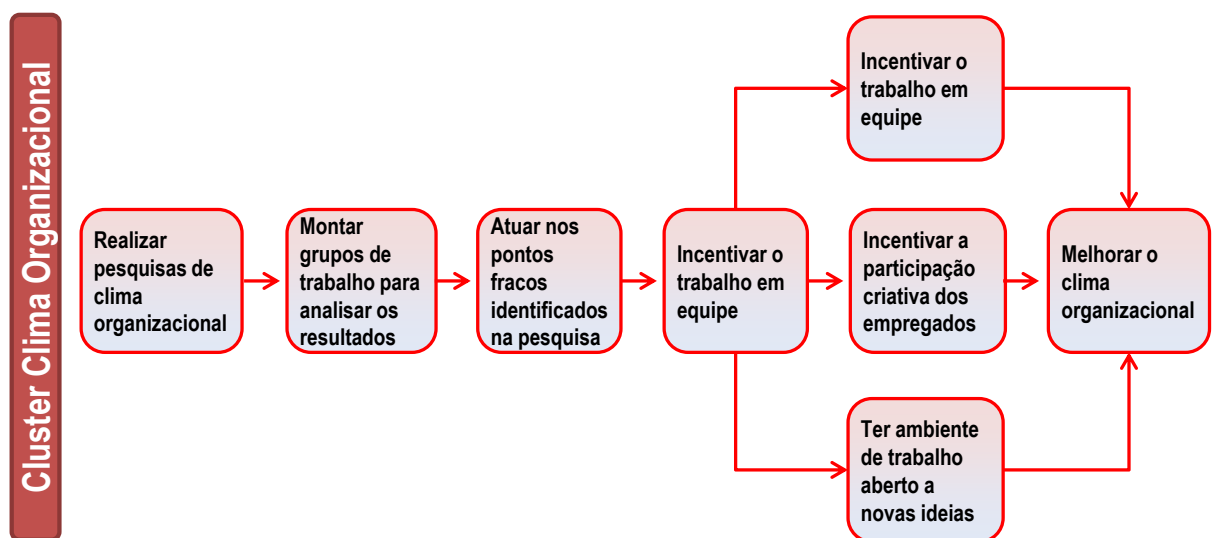 Cluster Clima Organizacional
Realizar
pesquisas de
clima
organizacional
Montar
grupos de
trabalho para
analisar os
resultados
Atuar nos
pontos
fracos
identificados
na pesquisa
Incentivar o
trabalho em
equipe
Incentivar o
trabalho em
equipe
Incentivar a
participação
criativa dos
empregados
Ter ambiente
de trabalho
aberto a
novas ideias
Melhorar o
clima
organizacional